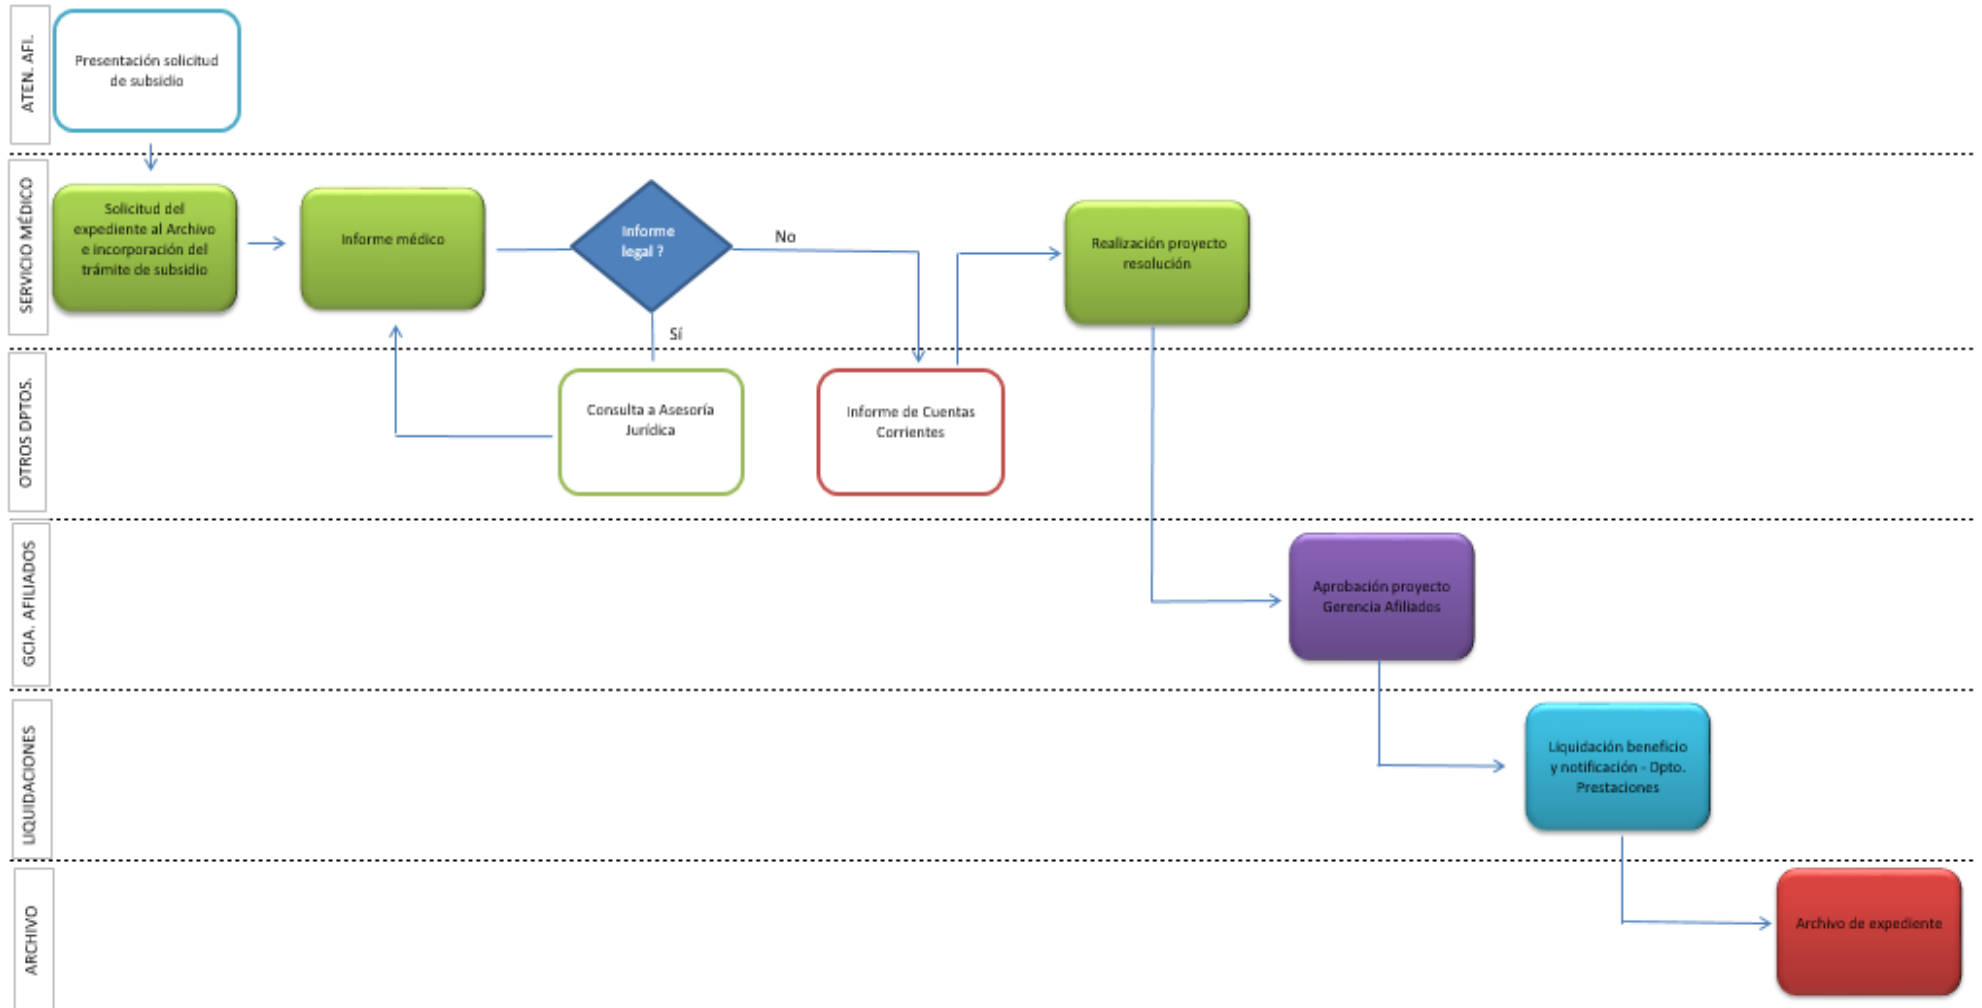 ATEN. AFI.
Presentación solicitud
de subsidio
SERVICIO MÉDICO
Solicitud del
expediente al Archivo
e incorporación del
trámite de subsidio
Informe médico
Informe
legal ?
No
Sí
Realización proyecto
resolución
OTROS DPTOS.
Consulta a Asesoría
Jurídica
Informe de Cuentas
Corrientes
GCIA. AFILIADOS
Aprobación proyecto
Gerencia Afiliados
LIQUIDACIONES
Liquidación beneficio
y notificación - Dpto.
Prestaciones
ARCHIVO
Archivo de expediente